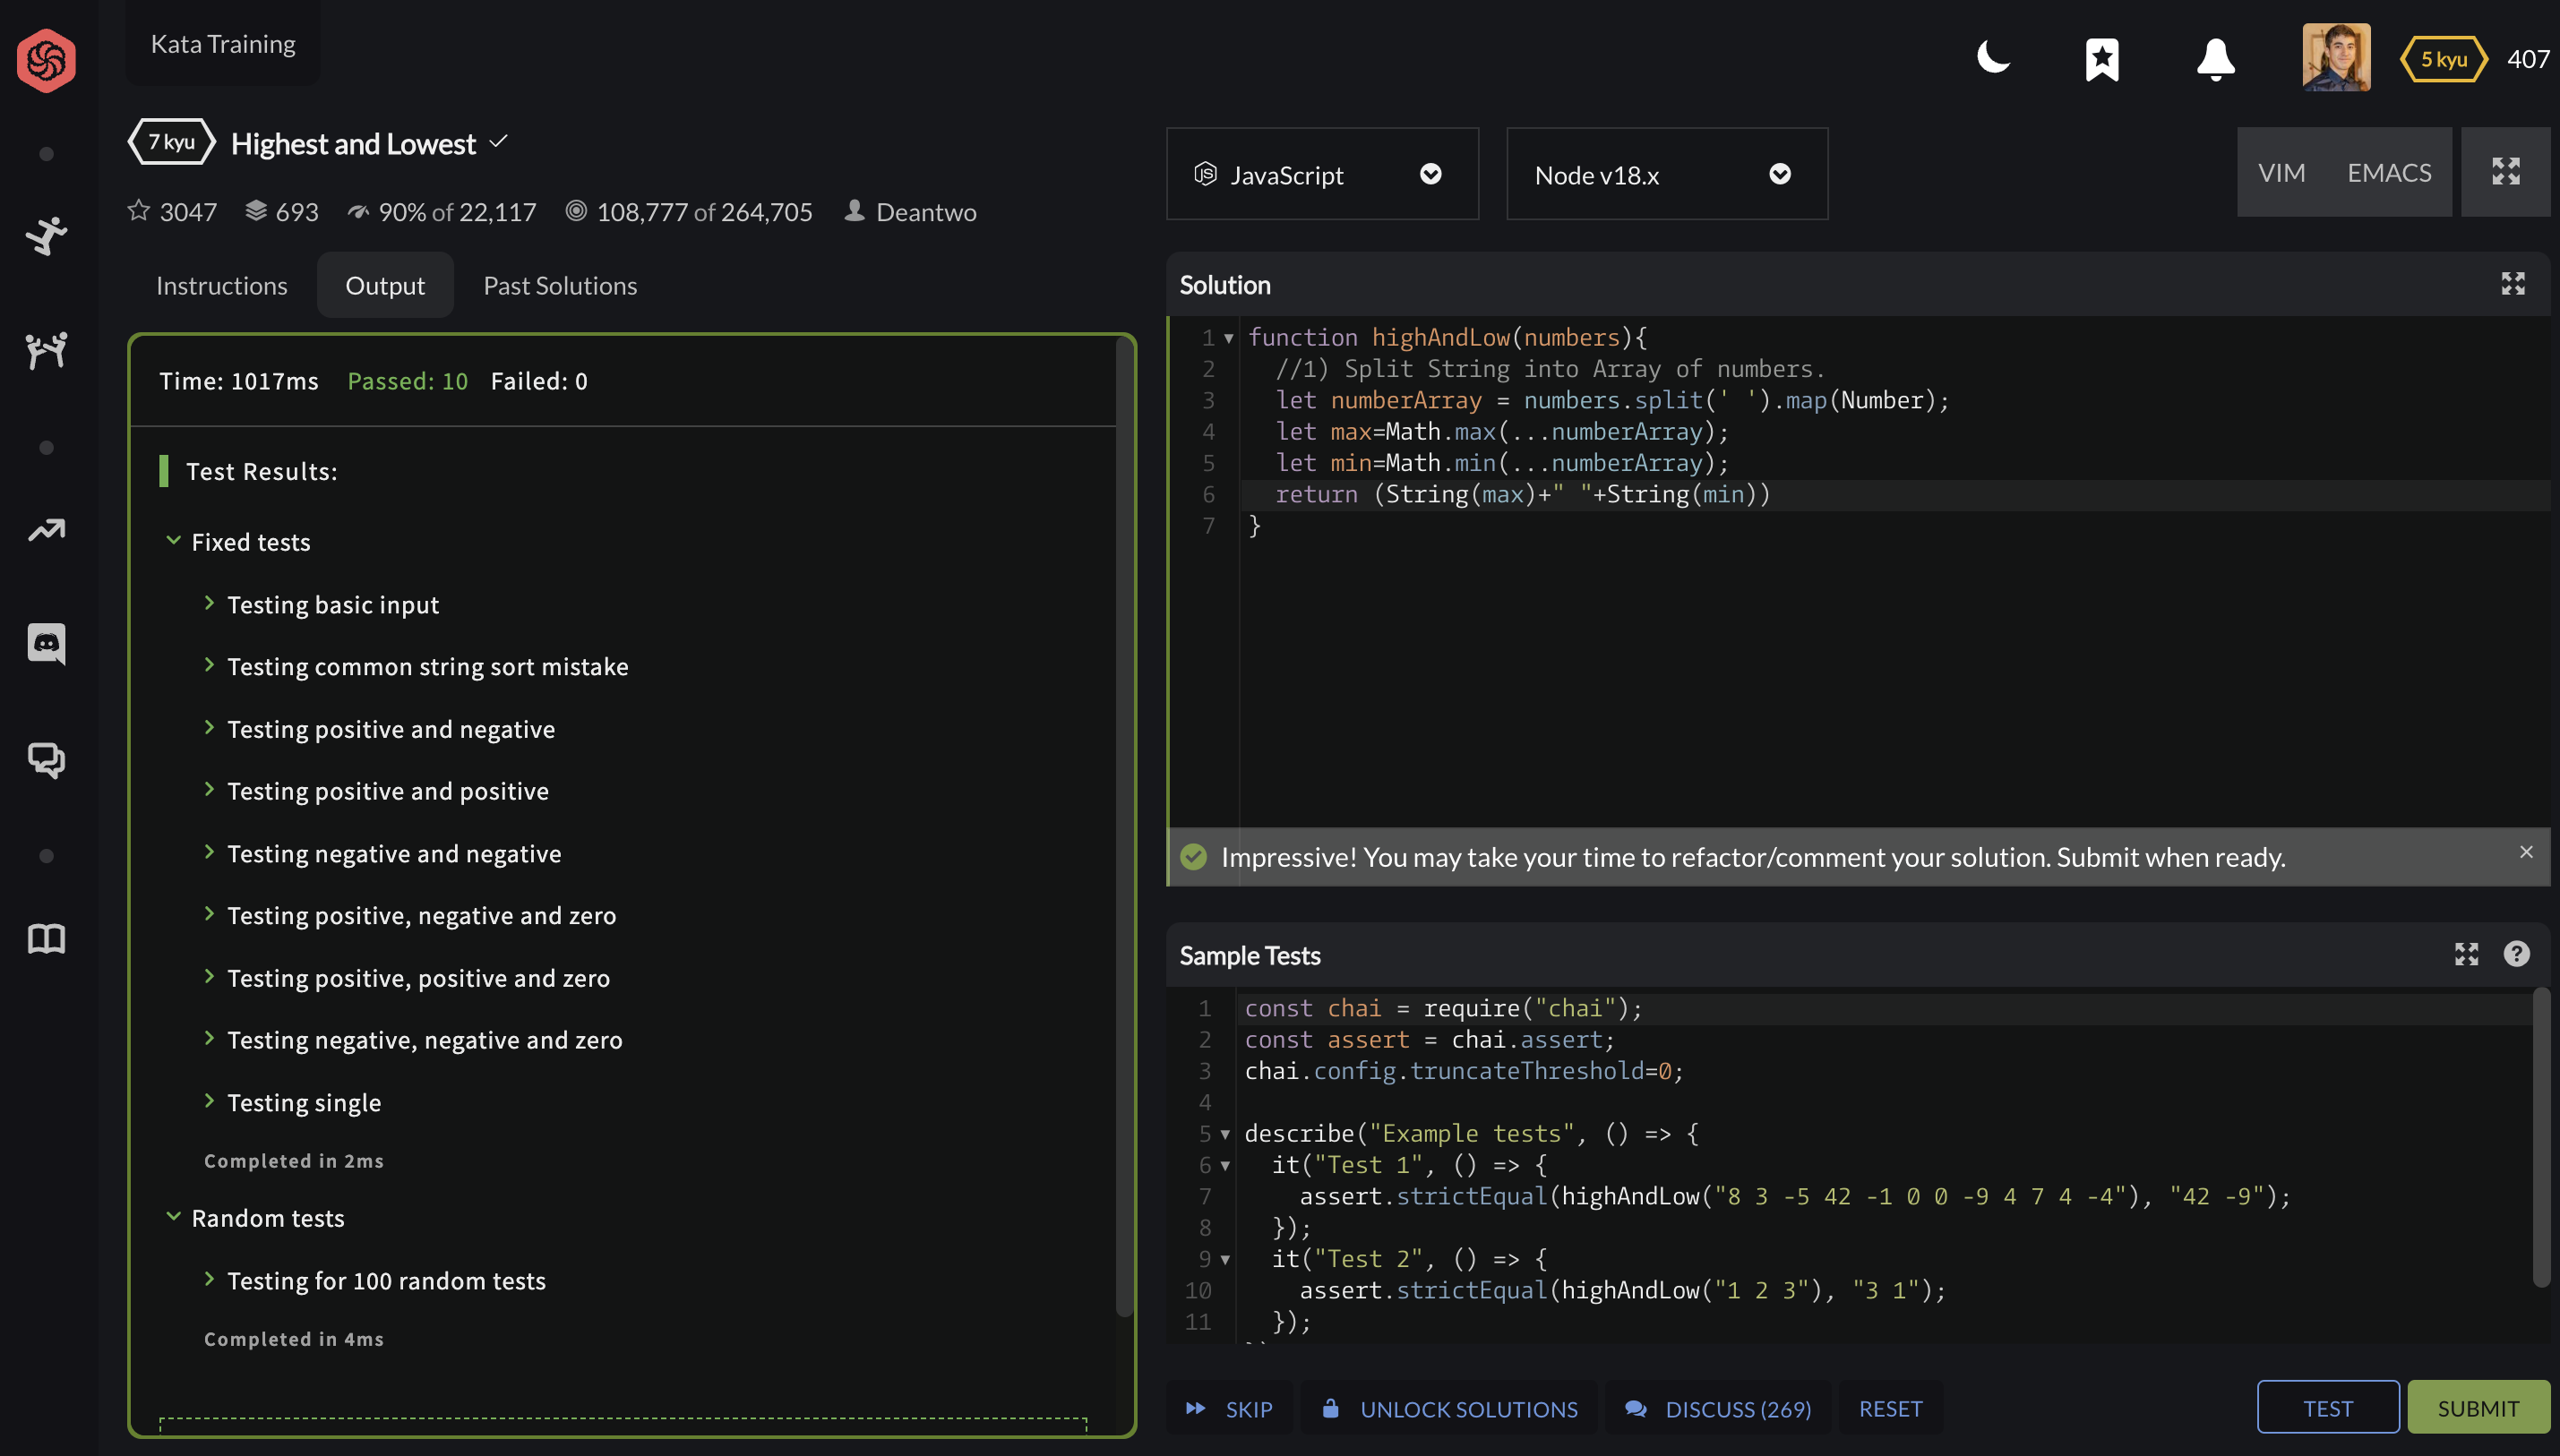 Kata Training
5 kyu 407
7 kyu Highest and Lowest
3047 693 90% of 22,117 108,777 of 264,705 Deantwo
Instructions Output Past Solutions
Time: 1017ms Passed: 10 Failed: 0
Test Results:
Fixed tests
Testing basic input
Testing common string sort mistake
Testing positive and negative
Testing positive and positive
Testing negative and negative
Testing positive, negative and zero
Testing positive, positive and zero
Testing negative, negative and zero
Testing single
Completed in 2ms
Random tests
Testing for 100 random tests
Completed in 4ms
JS JavaScript Node v18.x VIM EMACS
Solution
1 function highAndLow(numbers){
2 //1) Split String into Array of numbers.
3 let numberArray = numbers.split(' ').map(Number);
4 let max=Math.max(...numberArray);
5 let min=Math.min(...numberArray);
6 return (String(max)+" "+String(min))
7 }
Impressive! You may take your time to refactor/comment your solution. Submit when ready.
Sample Tests
1 const chai = require("chai");
2 const assert = chai.assert;
3 chai.config.truncateThreshold=0;
4
5 describe("Example tests", () => {
6 it("Test 1", () => {
7 assert.strictEqual(highAndLow("8 3 -5 42 -1 0 0 -9 4 7 4 -4"), "42 -9");
8 });
9 it("Test 2", () => {
10 assert.strictEqual(highAndLow("1 2 3"), "3 1");
11 });
SKIP UNLOCK SOLUTIONS DISCUSS (269) RESET TEST SUBMIT